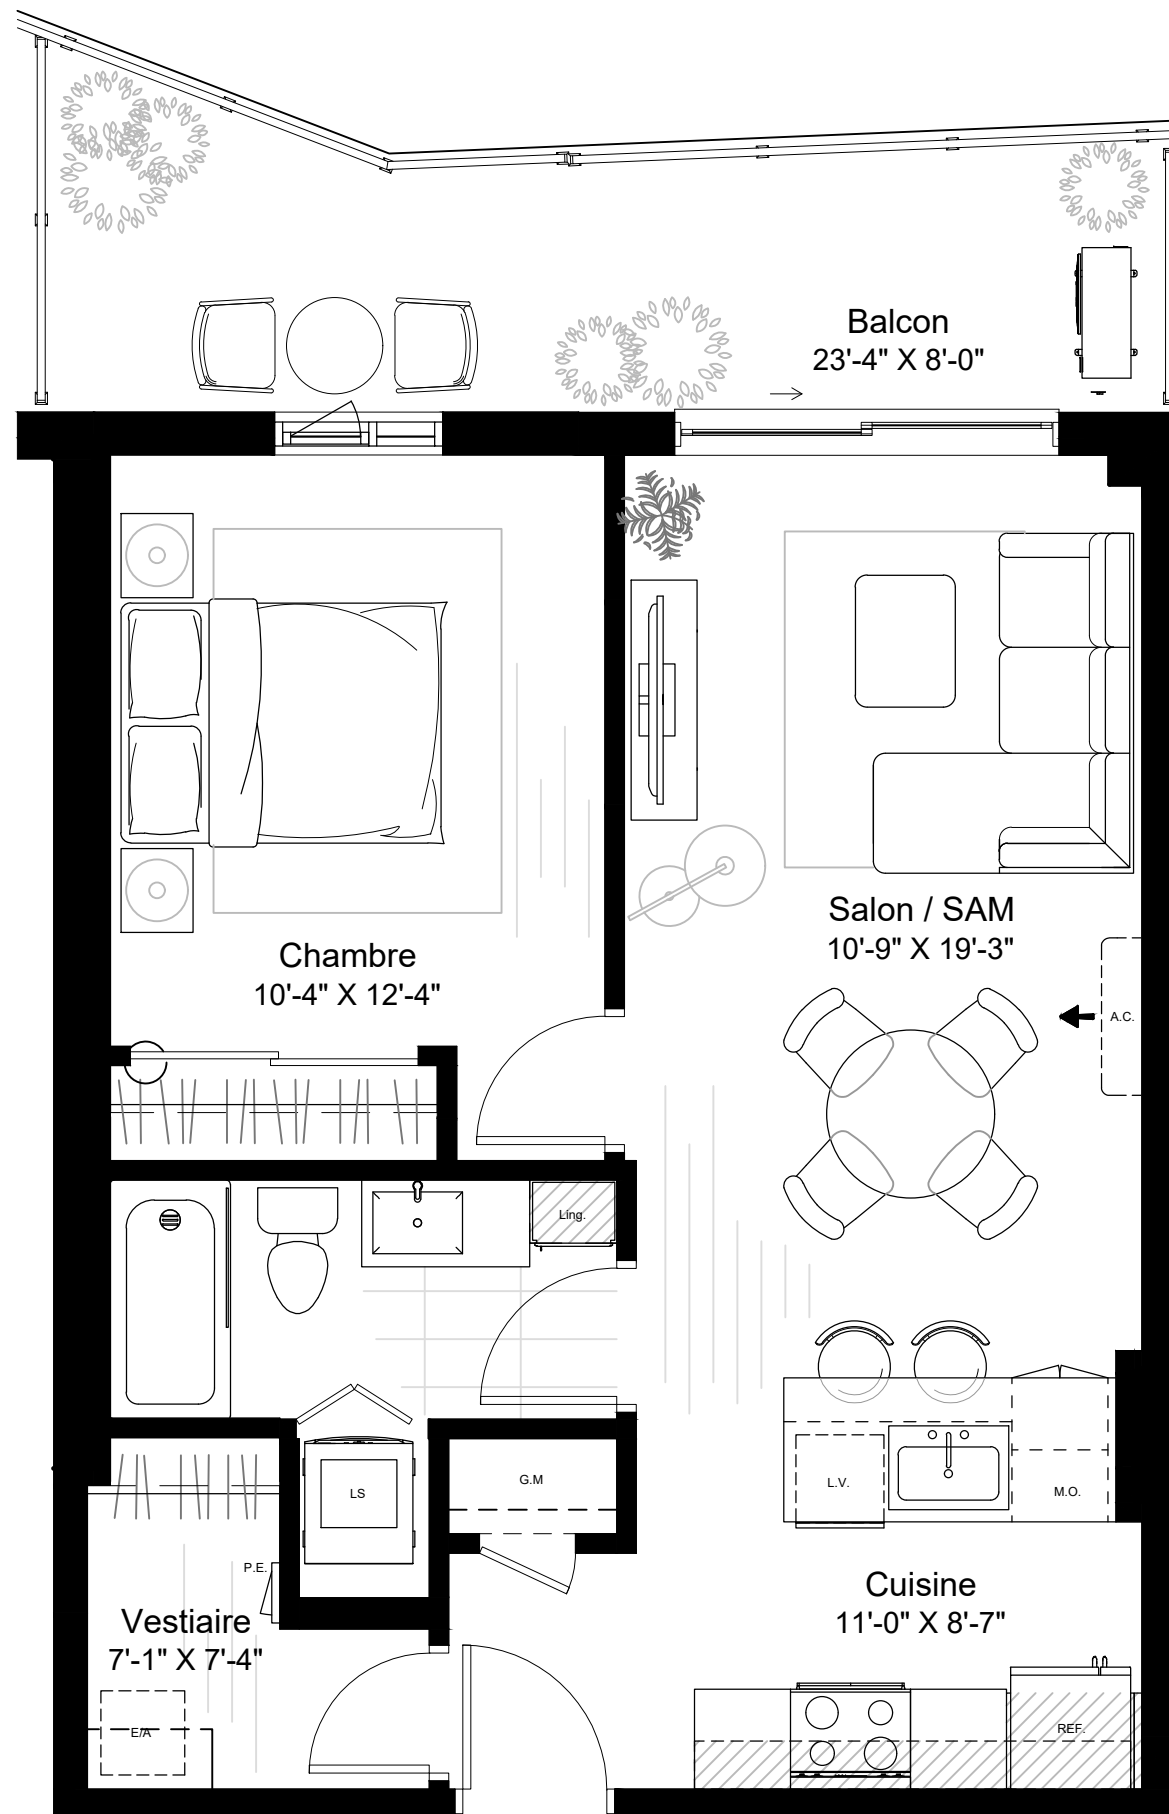 Balcon
23'-4" X 8'-0"
Salon / SAM
10'-9" X 19'-3"
Chambre
10'-4" X 12'-4"
A.C.
Ling.
G.M
L.V.
M.O.
LS
P.E.
Cuisine
11'-0" X 8'-7"
Vestiaire
7'-1" X 7'-4"
E/A
REF.